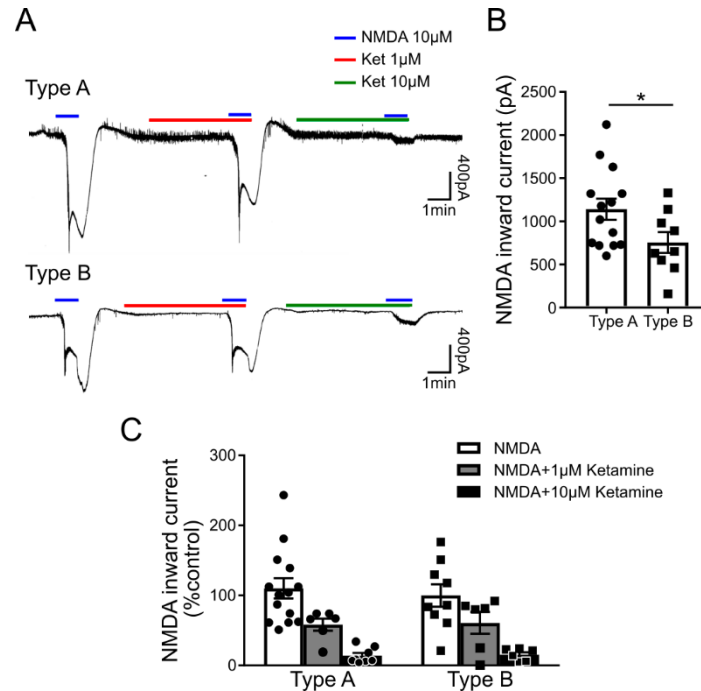 A
NMDA 10µM
Ket 1µM
Ket 10µM
Type A
400pA
1min
Type B
400pA
1min
B
NMDA inward current (pA)
2500
2000
1500
1000
500
0
*
Type A Type B
C
NMDA
NMDA+1µM Ketamine
NMDA+10µM Ketamine
NMDA inward current
(%control)
300
200
100
0
Type A Type B